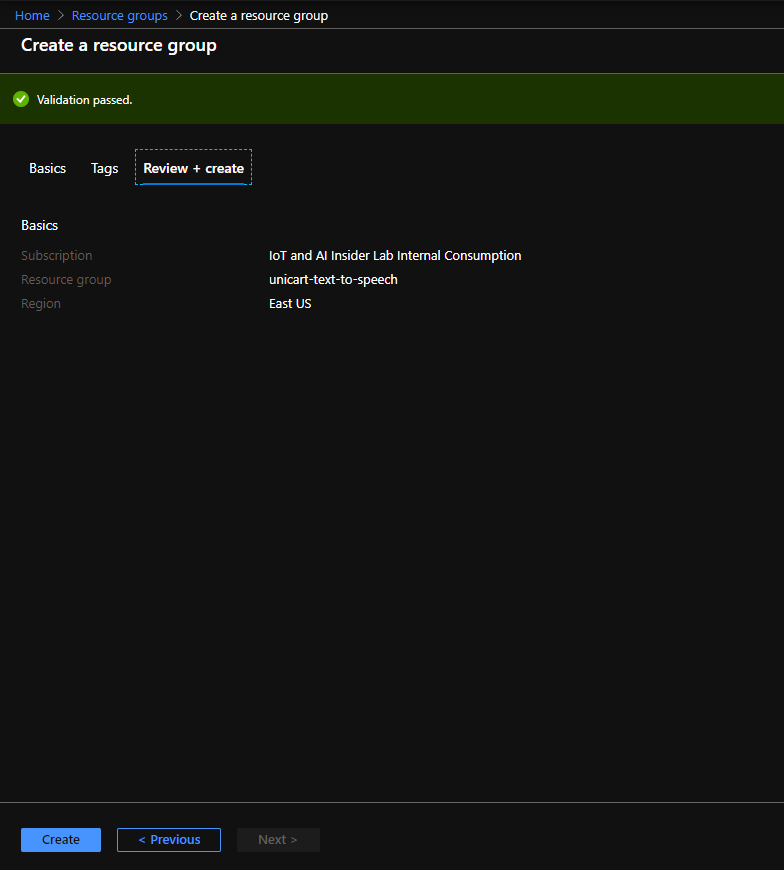 Home > Resource groups > Create a resource group
Create a resource group
Validation passed.
Basics Tags Review + create
Basics
Subscription IoT and AI Insider Lab Internal Consumption
Resource group unicart-text-to-speech
Region East US
Create < Previous Next >